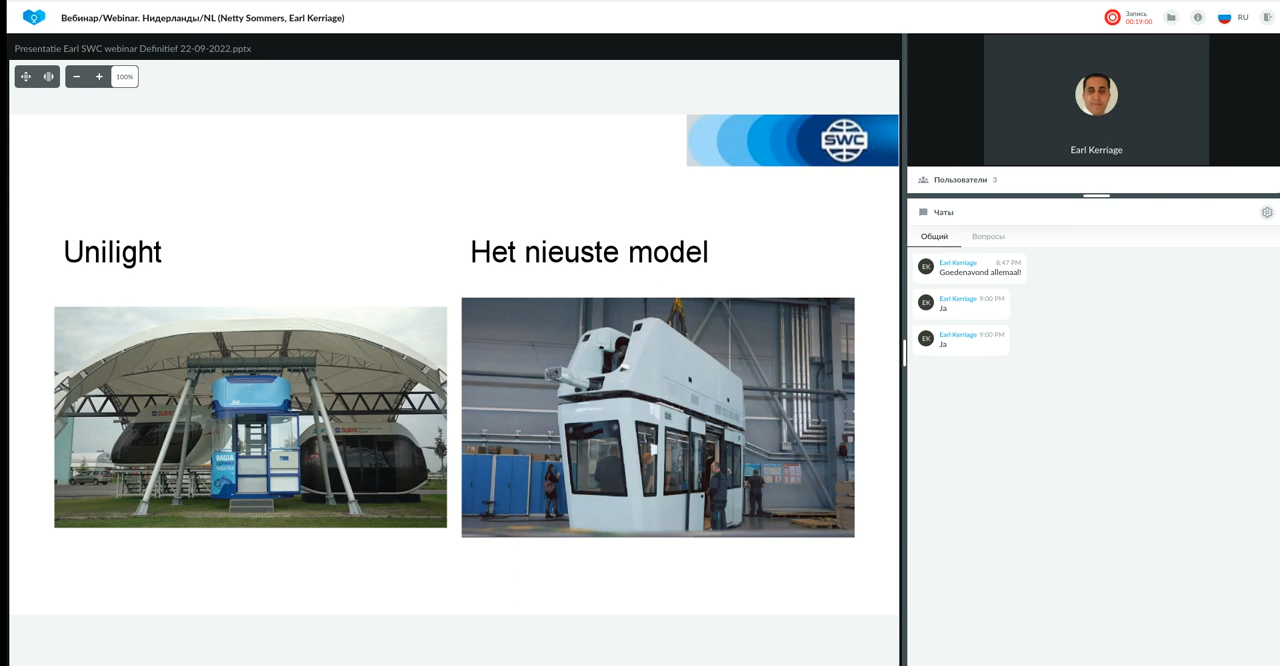 Вебинар/Webinar. Нидерланды/NL (Netty Sommers, Earl Kerriage)
Запись
00:19:00
RU
Presentatie Earl SWC webinar Definitief 22-09-2022.pptx
100%
SWC
Unilight
Het nieuste model
ВАША
Earl Kerriage
Пользователи 3
Чаты
Общий
Вопросы
EK
Earl Kerriage 8:47 PM
Goedenavond allemaal!
EK
Earl Kerriage 9:00 PM
Ja
EK
Earl Kerriage 9:00 PM
Ja